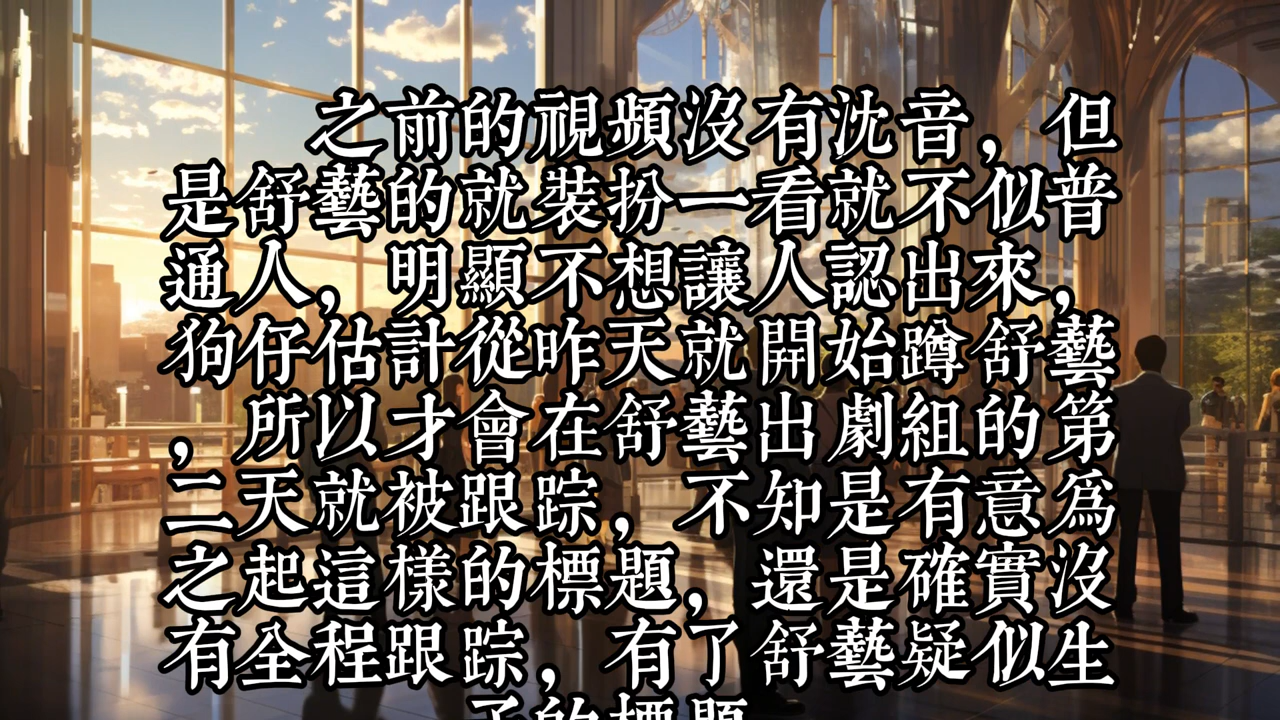 之前的視頻沒有沈音，但
是舒藝的就裝扮一看就不似普
通人，明顯不想讓人認出來，
狗仔估計從昨天就開始蹲舒藝
，所以才會在舒藝出劇組的第
二天就被跟踪，不知是有意爲
之起這樣的標題，還是確實沒
有全程跟踪，有了舒藝疑似生
子的標題